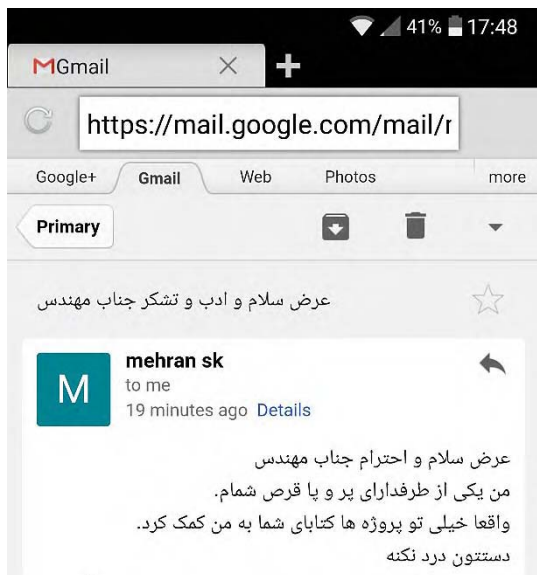 41% 17:48
Gmail
https://mail.google.com/mail/
Google+ Gmail Web Photos more
Primary
عرض سلام و ادب و تشکر جناب مهندس
M mehran sk
to me
19 minutes ago Details
عرض سلام و احترام جناب مهندس
من یکی از طرفدارای پر و پا قرص شمام.
واقعا خیلی تو پروژه ها کتابای شما به من کمک کرد.
دستتون درد نکنه